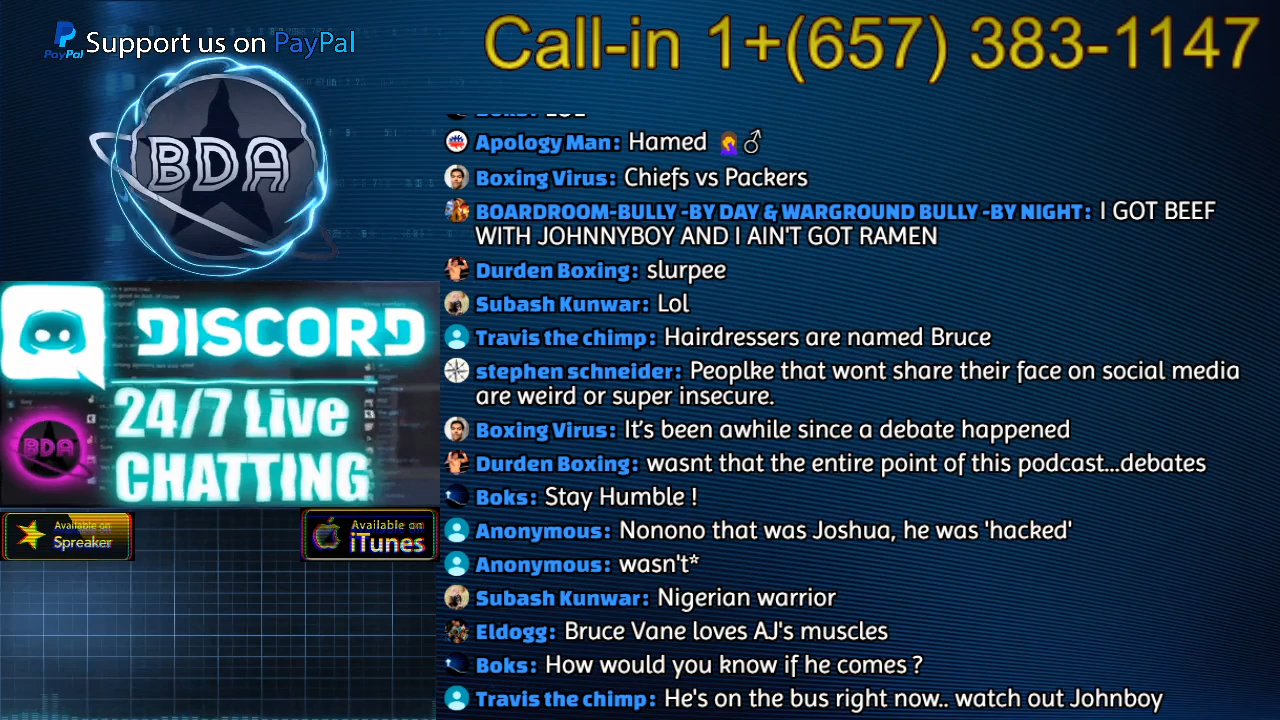 PayPal
Support us on PayPal
Call-in 1+(657) 383-1147
BDA
DISCORD
24/7 Live
CHATTING
BDA
Available on
Spreaker
Available on
iTunes
Apology Man: Hamed 🤦‍♂
Boxing Virus: Chiefs vs Packers
BOARDROOM-BULLY -BY DAY & WARGROUND BULLY -BY NIGHT: I GOT BEEF
WITH JOHNNYBOY AND I AIN'T GOT RAMEN
Durden Boxing: slurpee
Subash Kunwar: Lol
Travis the chimp: Hairdressers are named Bruce
stephen schneider: Peoplke that wont share their face on social media
are weird or super insecure.
Boxing Virus: It's been awhile since a debate happened
Durden Boxing: wasnt that the entire point of this podcast...debates
Boks: Stay Humble !
Anonymous: Nonono that was Joshua, he was 'hacked'
Anonymous: wasn't*
Subash Kunwar: Nigerian warrior
Eldogg: Bruce Vane loves AJ's muscles
Boks: How would you know if he comes ?
Travis the chimp: He's on the bus right now.. watch out Johnboy